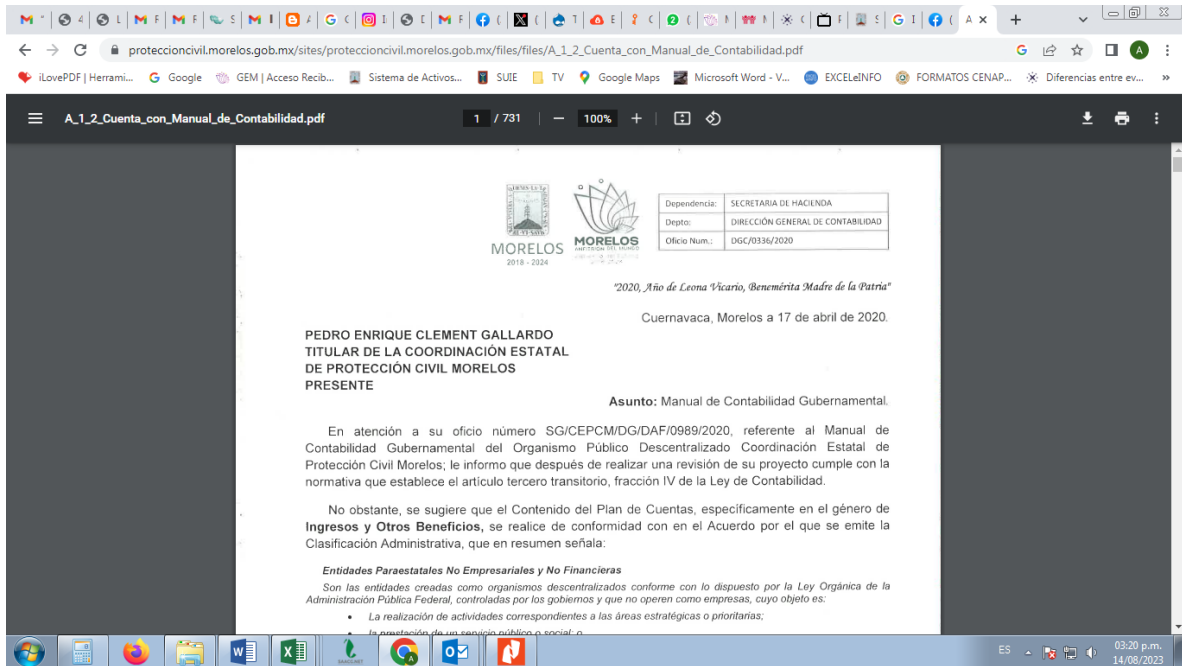 proteccioncivil.morelos.gob.mx/sites/proteccioncivil.morelos.gob.mx/files/files/A_1_2_Cuenta_con_Manual_de_Contabilidad.pdf
iLovePDF | Herrami... Google GEM | Acceso Recib... Sistema de Activos... SUIE TV Google Maps Microsoft Word - V... EXCELeINFO FORMATOS CENAP... Diferencias entre ev... »
A_1_2_Cuenta_con_Manual_de_Contabilidad.pdf 1 / 731 | — 100% +
MORELOS
2018 - 2024
MORELOS
ANFITRIÓN DEL MUNDO
Dependencia: SECRETARIA DE HACIENDA
Depto: DIRECCIÓN GENERAL DE CONTABILIDAD
Oficio Num.: DGC/0336/2020
"2020, Año de Leona Vicario, Benemérita Madre de la Patria"
Cuernavaca, Morelos a 17 de abril de 2020.
PEDRO ENRIQUE CLEMENT GALLARDO
TITULAR DE LA COORDINACIÓN ESTATAL
DE PROTECCIÓN CIVIL MORELOS
PRESENTE
Asunto: Manual de Contabilidad Gubernamental.
En atención a su oficio número SG/CEPCM/DG/DAF/0989/2020, referente al Manual de
Contabilidad Gubernamental del Organismo Público Descentralizado Coordinación Estatal de
Protección Civil Morelos; le informo que después de realizar una revisión de su proyecto cumple con la
normativa que establece el artículo tercero transitorio, fracción IV de la Ley de Contabilidad.
No obstante, se sugiere que el Contenido del Plan de Cuentas, específicamente en el género de
Ingresos y Otros Beneficios, se realice de conformidad con en el Acuerdo por el que se emite la
Clasificación Administrativa, que en resumen señala:
Entidades Paraestatales No Empresariales y No Financieras
Son las entidades creadas como organismos descentralizados conforme con lo dispuesto por la Ley Orgánica de la
Administración Pública Federal, controladas por los gobiernos y que no operen como empresas, cuyo objeto es:
• La realización de actividades correspondientes a las áreas estratégicas o prioritarias;
• la prestación de un servicio público o social; o
ES 03:20 p.m.
14/08/2023